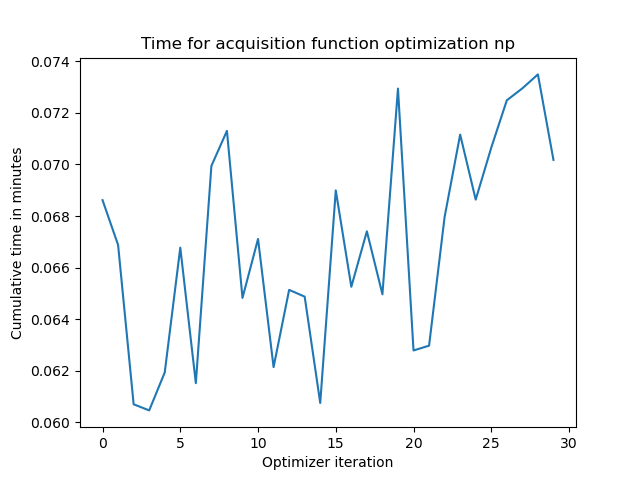 Time for acquisition function optimization np
Cumulative time in minutes
0.074
0.072
0.070
0.068
0.066
0.064
0.062
0.060
0 5 10 15 20 25 30
Optimizer iteration